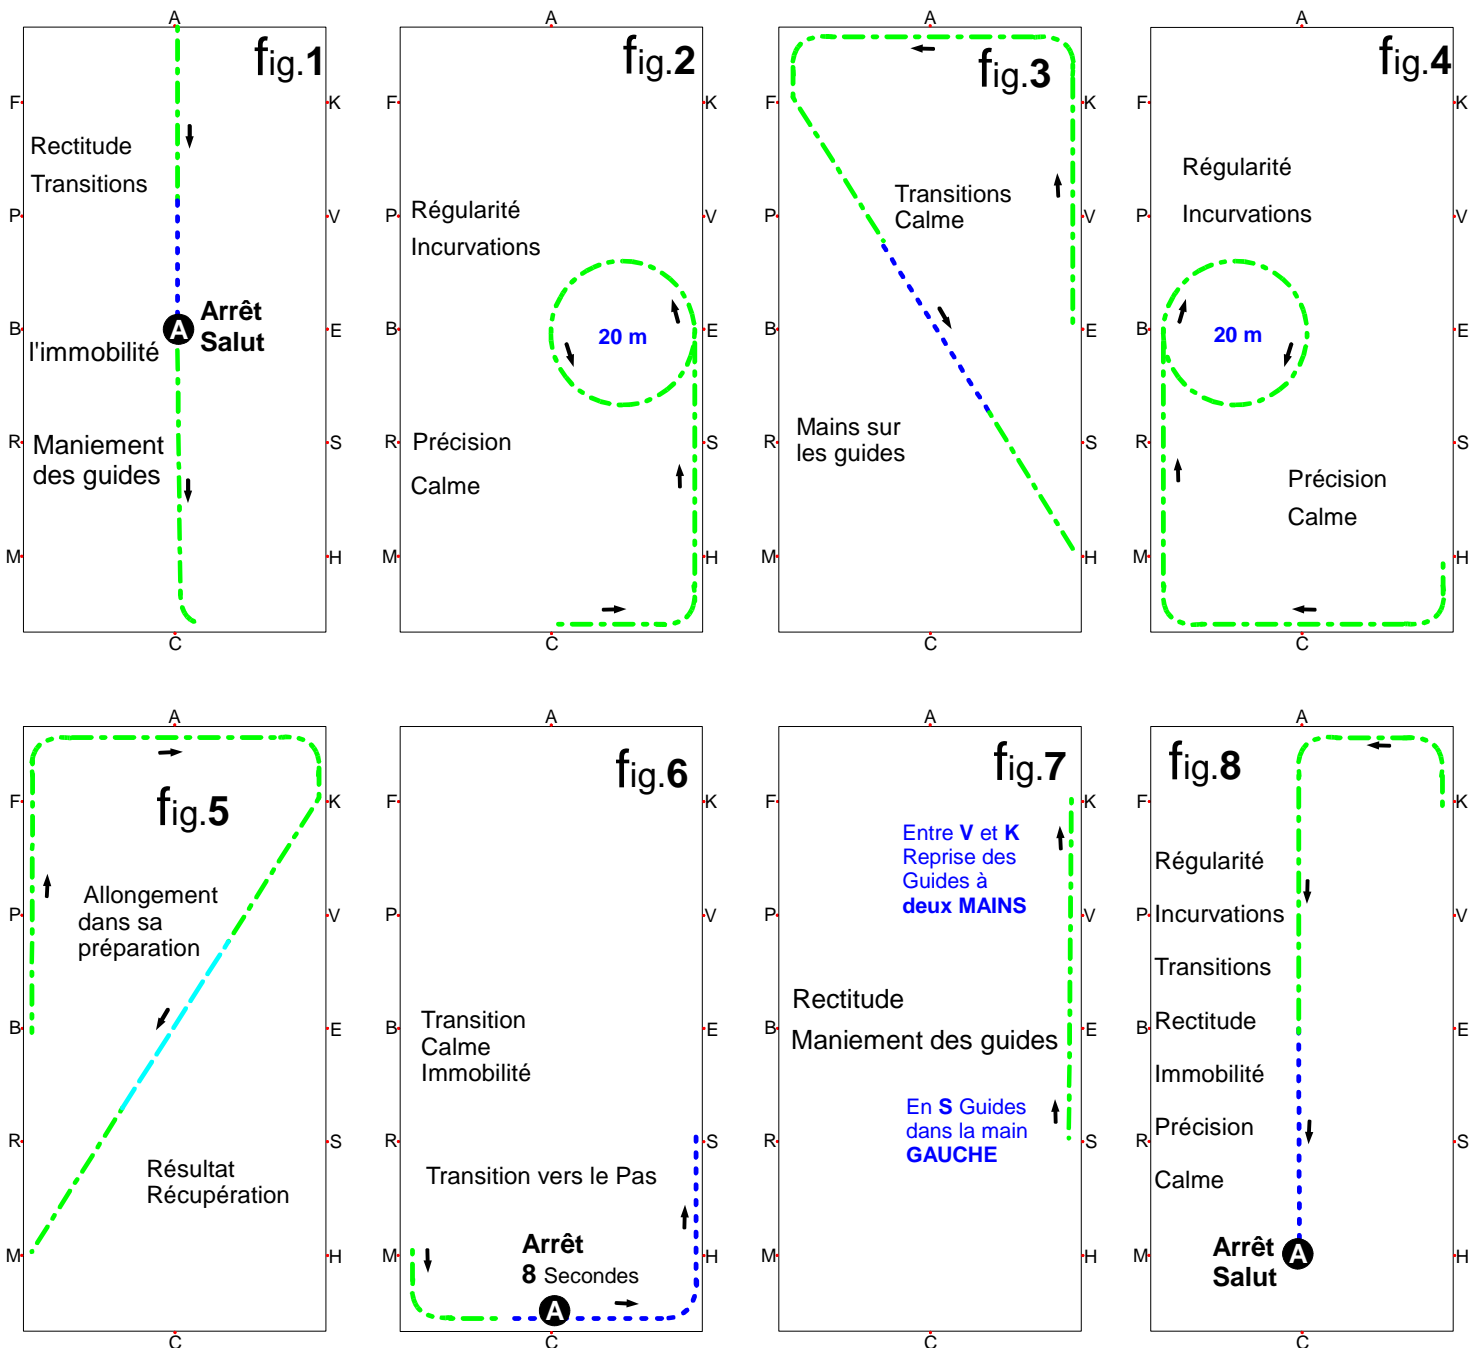 A
fig.1
F
K
Rectitude
Transitions
P
V
B
A
Arrêt
Salut
E
l'immobilité
R
S
Maniement
des guides
M
H
C
A
fig.2
F
K
P
V
Régularité
Incurvations
B
20 m
E
R
S
Précision
Calme
M
H
C
A
fig.3
F
K
Transitions
Calme
P
V
B
E
Mains sur
les guides
R
S
M
H
C
A
fig.4
F
K
Régularité
Incurvations
P
V
B
20 m
E
R
S
Précision
Calme
M
H
C
A
fig.5
F
K
Allongement
dans sa
préparation
P
V
B
E
R
S
Résultat
Récupération
M
H
C
A
fig.6
F
K
P
V
Transition
Calme
Immobilité
B
E
R
S
Transition vers le Pas
M
H
Arrêt
8 Secondes
A
C
A
fig.7
F
K
Entre V et K
Reprise des
Guides à
deux MAINS
P
V
Rectitude
B
E
Maniement des guides
En S Guides
dans la main
GAUCHE
R
S
M
H
C
A
fig.8
F
K
Régularité
P
V
Incurvations
Transitions
B
E
Rectitude
Immobilité
R
S
Précision
Calme
M
H
Arrêt
Salut
A
C